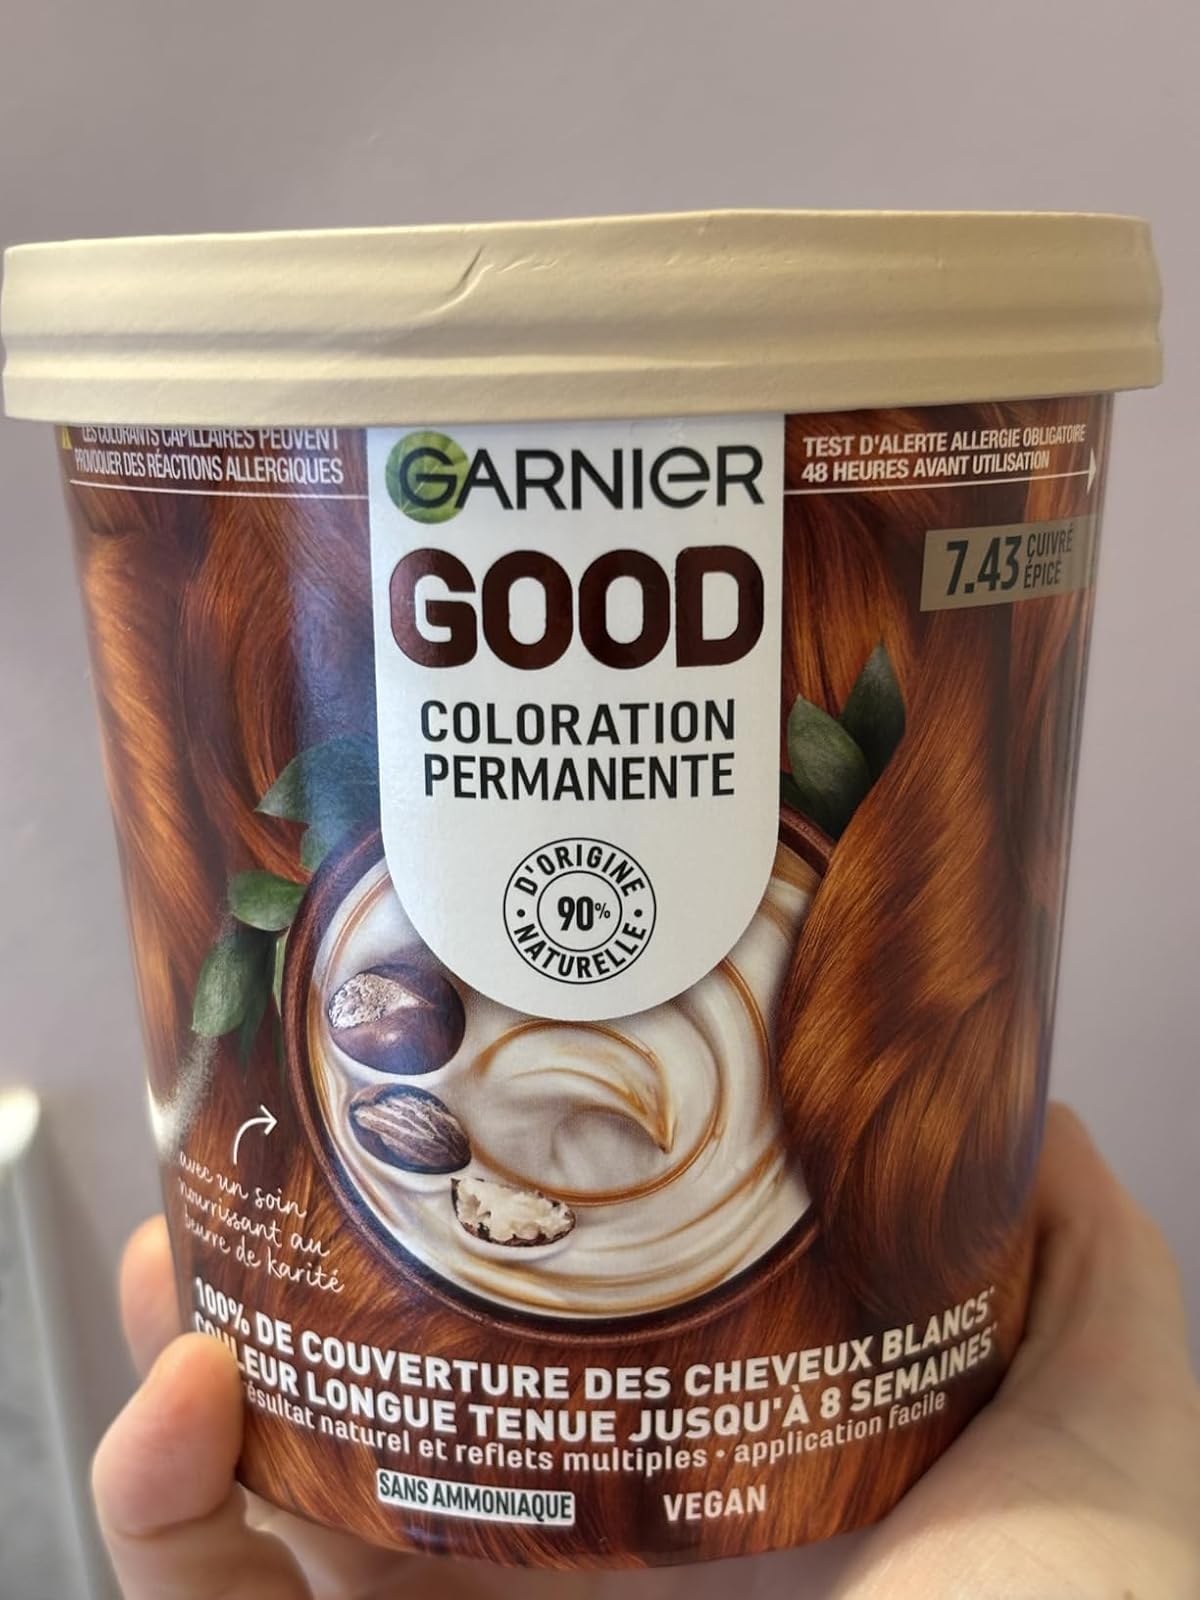 LES COLORANTS CAPILLAIRES PEUVENT
PROVOQUER DES RÉACTIONS ALLERGIQUES
GARNIER
TEST D'ALERTE ALLERGIE OBLIGATOIRE
48 HEURES AVANT UTILISATION
GOOD
7.43 CUIVRÉ
ÉPICÉ
COLORATION
PERMANENTE
D'ORIGINE
90%
NATURELLE
avec un soin
nourrissant au
beurre de karité
100% DE COUVERTURE DES CHEVEUX BLANCS*
COULEUR LONGUE TENUE JUSQU'À 8 SEMAINES*
résultat naturel et reflets multiples • application facile
SANS AMMONIAQUE
VEGAN